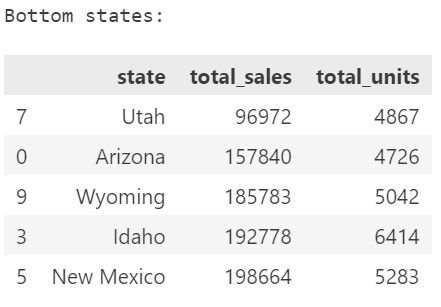 Bottom states:
state total_sales total_units
7 Utah 96972 4867
0 Arizona 157840 4726
9 Wyoming 185783 5042
3 Idaho 192778 6414
5 New Mexico 198664 5283